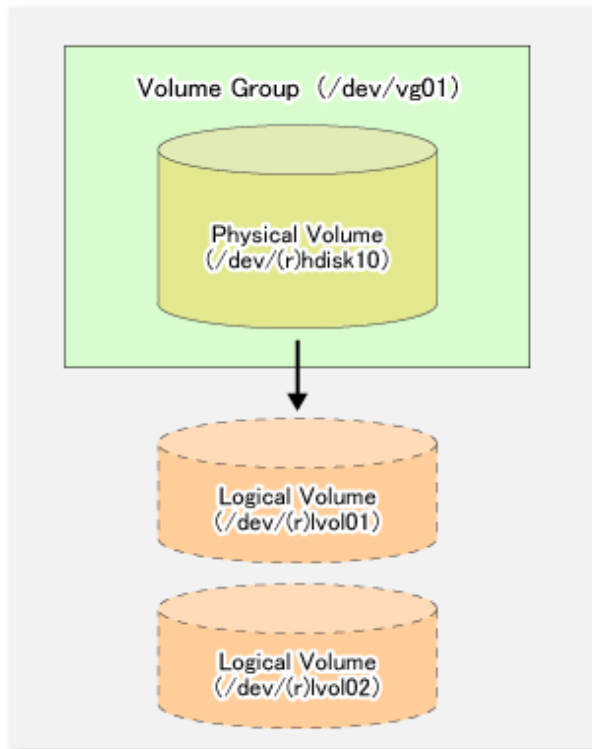 Volume Group (/dev/vg01)
Physical Volume
(/dev/(r)hdisk10)
Logical Volume
(/dev/(r)lvol01)
Logical Volume
(/dev/(r)lvol02)